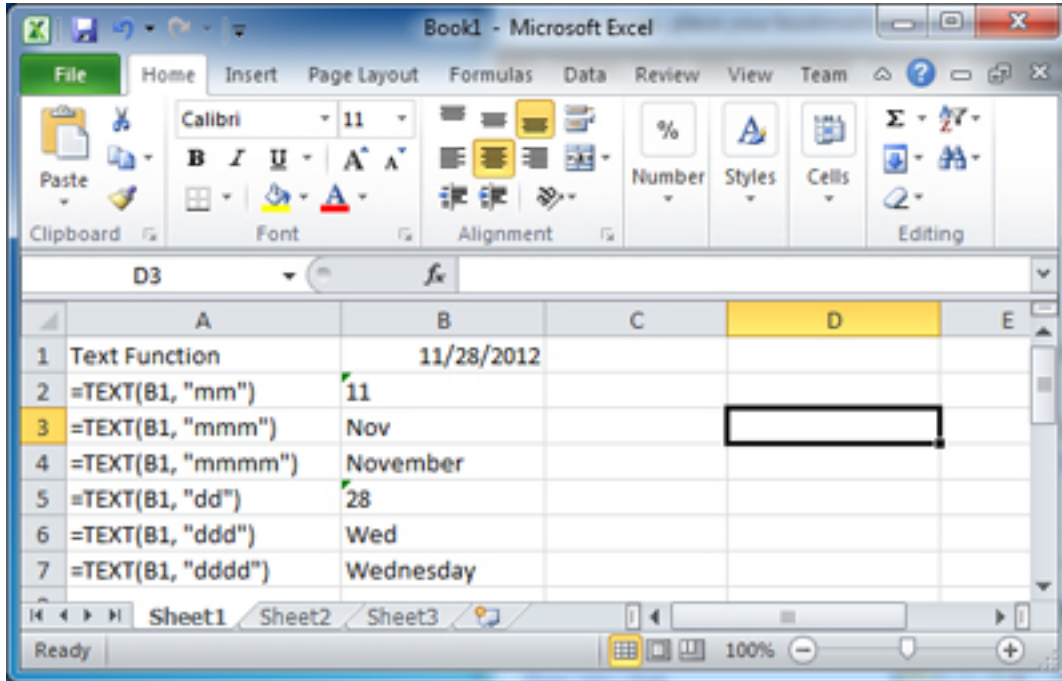 Book1 - Microsoft Excel
File Home Insert Page Layout Formulas Data Review View Team
Calibri 11
B I U A A
Paste
% Number Styles Cells
Clipboard Font Alignment Editing
D3 fx
A B C D E
1 Text Function 11/28/2012
2 =TEXT(B1, "mm") 11
3 =TEXT(B1, "mmm") Nov
4 =TEXT(B1, "mmmm") November
5 =TEXT(B1, "dd") 28
6 =TEXT(B1, "ddd") Wed
7 =TEXT(B1, "dddd") Wednesday
Sheet1 Sheet2 Sheet3
Ready 100%